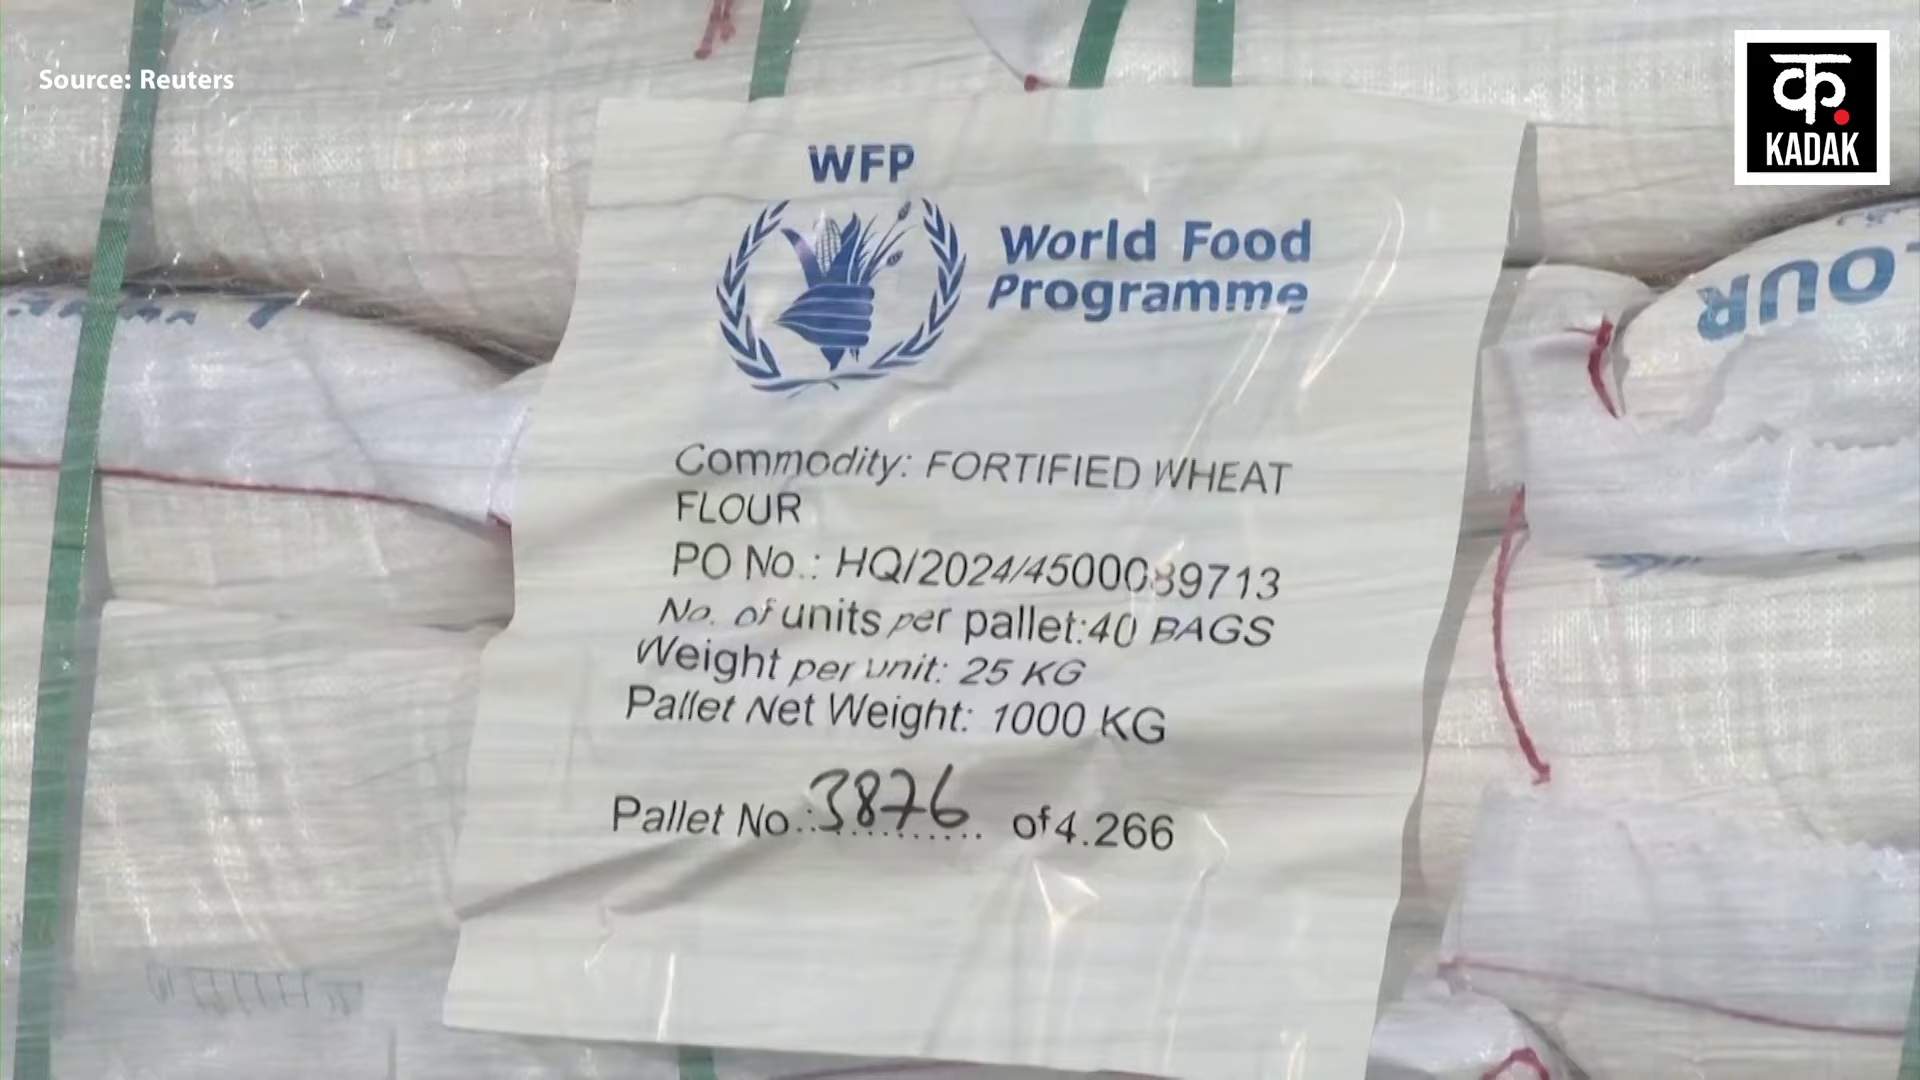 Source: Reuters
क.
KADAK
WFP
World Food
Programme
OUR
Commodity: FORTIFIED WHEAT
FLOUR
PO No.: HQ/2024/4500089713
No. of units per pallet:40 BAGS
Weight per unit: 25 KG
Pallet Net Weight: 1000 KG
Pallet No.:3876 of 4.266